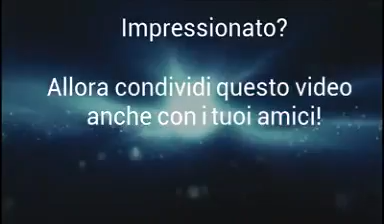 Impressionato?
Allora condividi questo video
anche con i tuoi amici!